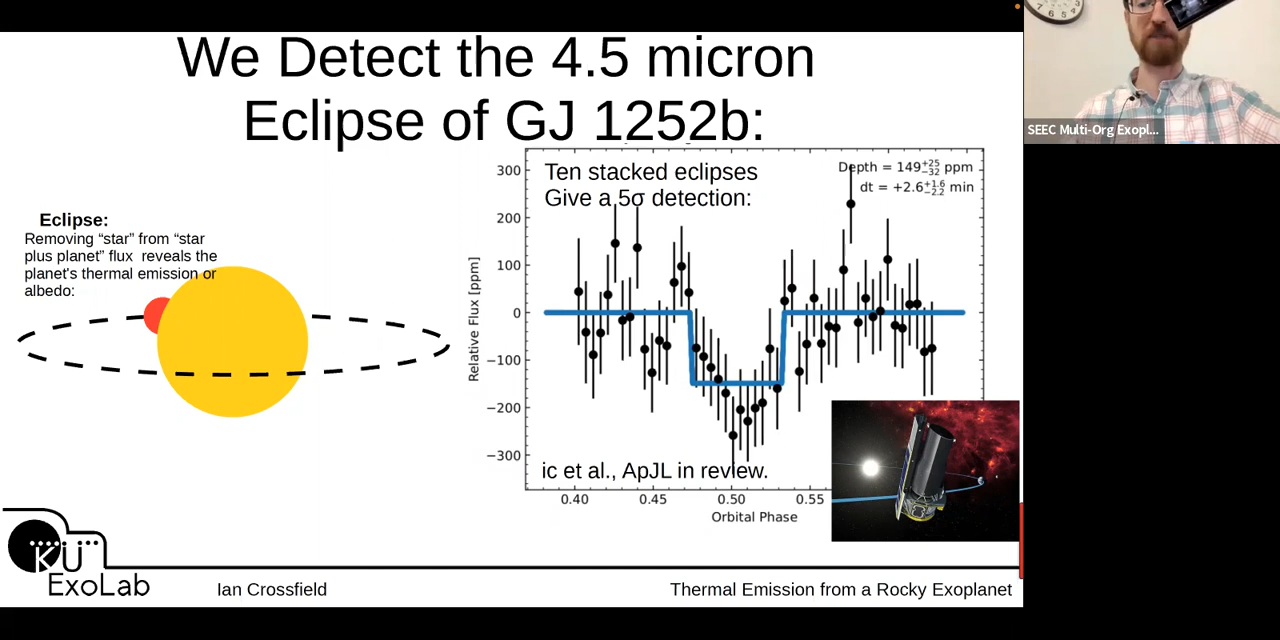 We Detect the 4.5 micron
Eclipse of GJ 1252b:
Eclipse:
Removing “star” from “star
plus planet” flux reveals the
planet's thermal emission or
albedo:
Ten stacked eclipses
Give a 5σ detection:
Depth = 149+25−32 ppm
dt = +2.6+1.6−2.2 min
300
200
100
0
−100
−200
−300
Relative Flux [ppm]
ic et al., ApJL in review.
0.40 0.45 0.50 0.55
Orbital Phase
KU
ExoLab
Ian Crossfield
Thermal Emission from a Rocky Exoplanet
SEEC Multi-Org Exopl...